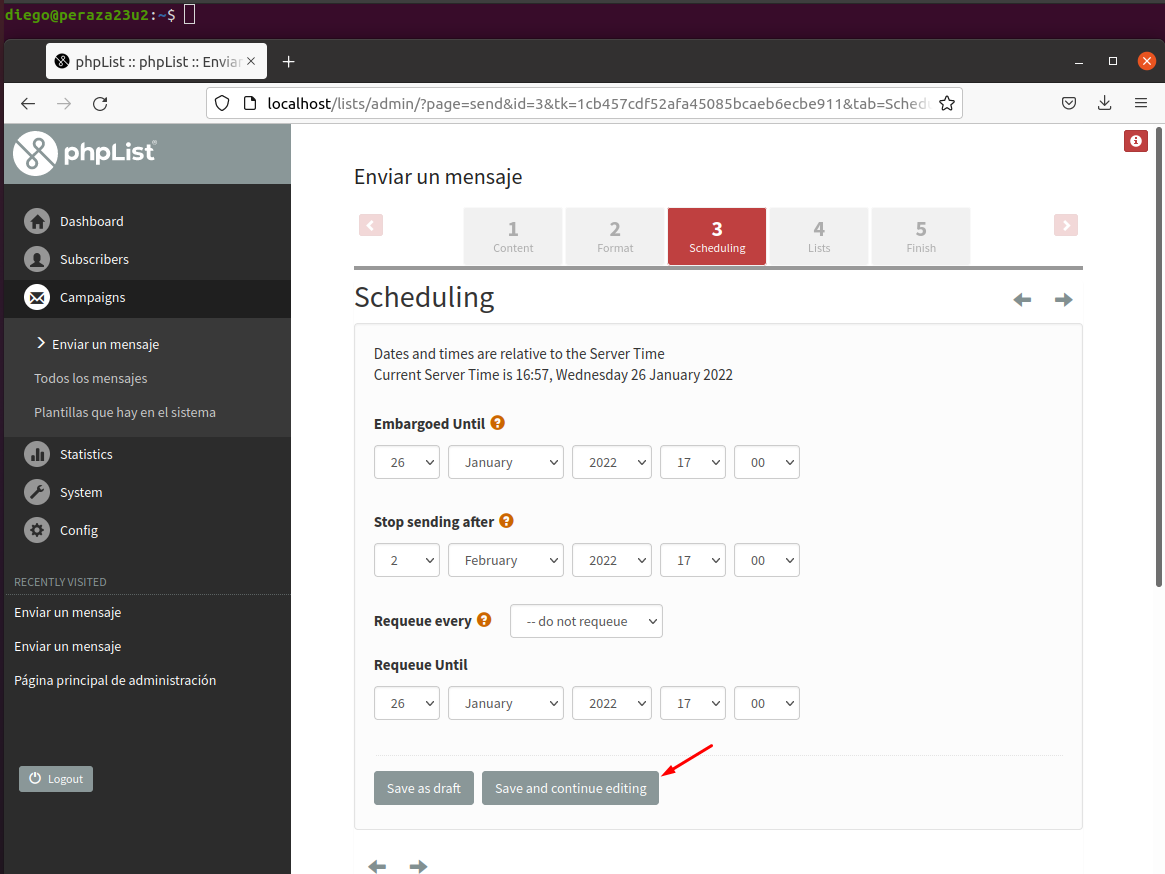 diego@peraza23u2:~$
phpList :: phpList :: Enviar
localhost/lists/admin/?page=send&id=3&tk=1cb457cdf52afa45085bcaeb6ecbe911&tab=Schedu
phpList®
Dashboard
Subscribers
Campaigns
Enviar un mensaje
Todos los mensajes
Plantillas que hay en el sistema
Statistics
System
Config
RECENTLY VISITED
Enviar un mensaje
Enviar un mensaje
Página principal de administración
Logout
Enviar un mensaje
1 2 3 4 5
Content Format Scheduling Lists Finish
Scheduling
Dates and times are relative to the Server Time
Current Server Time is 16:57, Wednesday 26 January 2022
Embargoed Until ?
26 January 2022 17 00
Stop sending after ?
2 February 2022 17 00
Requeue every ? -- do not requeue
Requeue Until
26 January 2022 17 00
Save as draft Save and continue editing